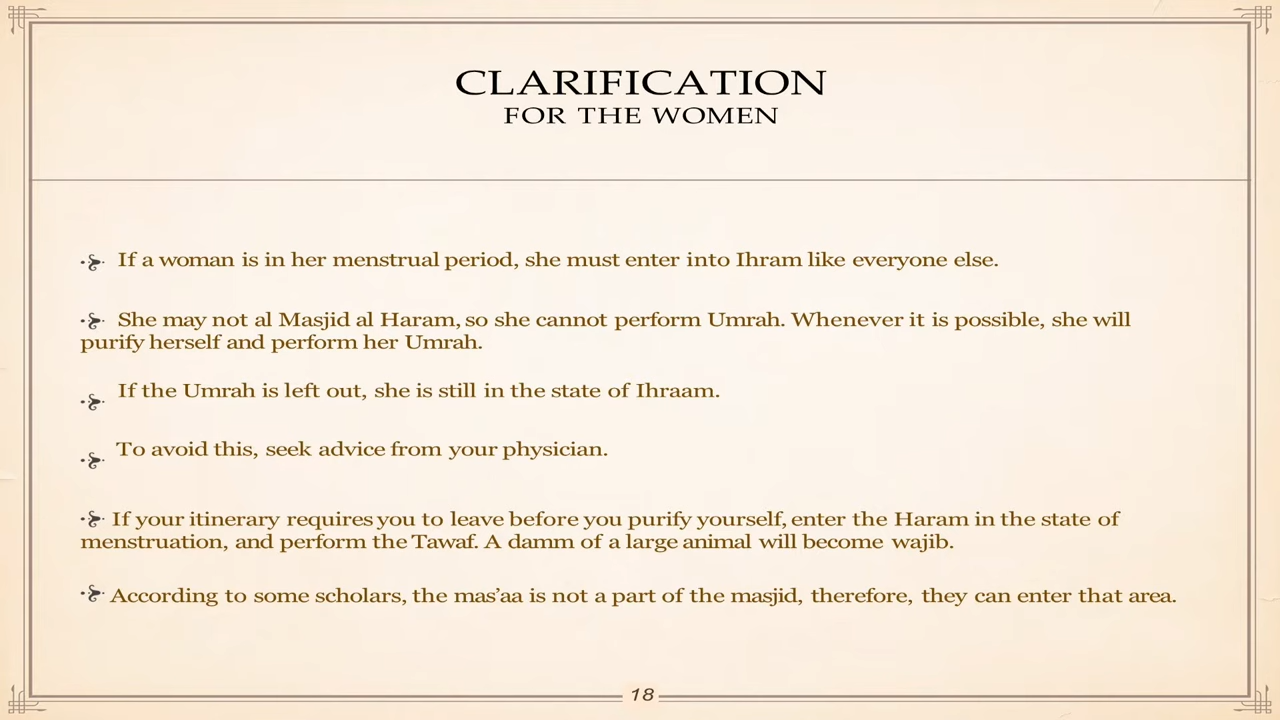 CLARIFICATION
FOR THE WOMEN
If a woman is in her menstrual period, she must enter into Ihram like everyone else.
She may not al Masjid al Haram, so she cannot perform Umrah. Whenever it is possible, she will
purify herself and perform her Umrah.
If the Umrah is left out, she is still in the state of Ihraam.
To avoid this, seek advice from your physician.
If your itinerary requires you to leave before you purify yourself, enter the Haram in the state of
menstruation, and perform the Tawaf. A damm of a large animal will become wajib.
According to some scholars, the mas’aa is not a part of the masjid, therefore, they can enter that area.
18